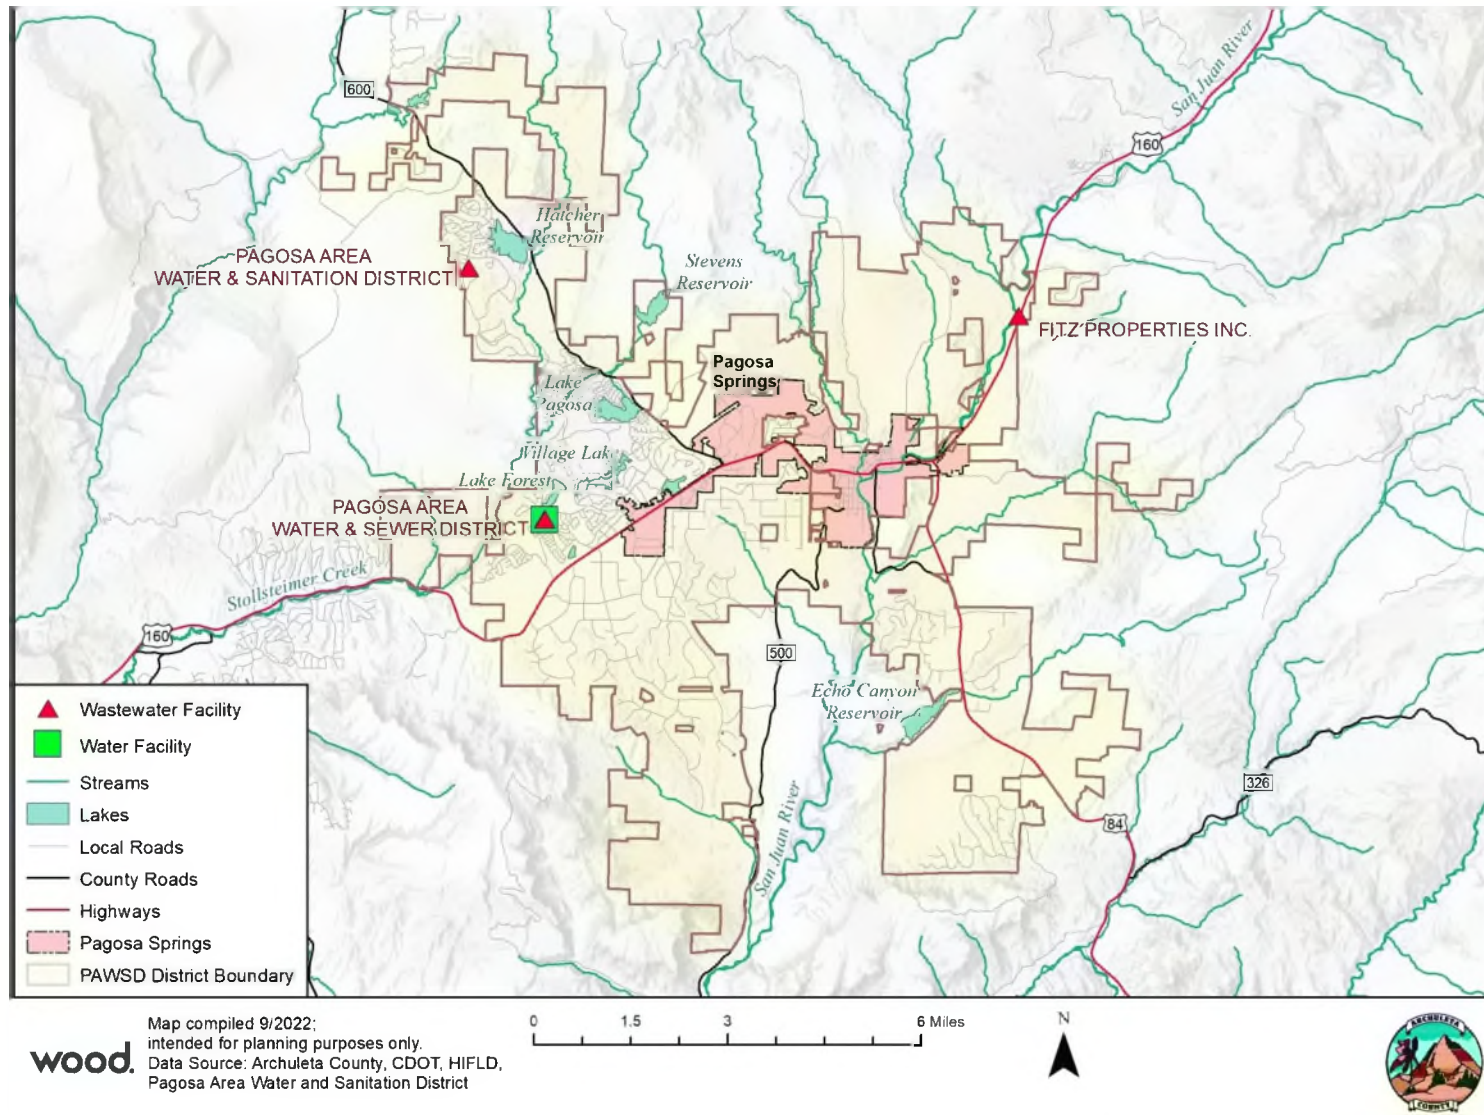 600
San Juan River
160
Hatcher
Reservoir
PAGOSA AREA
WATER & SANITATION DISTRICT
Stevens
Reservoir
FITZ PROPERTIES INC.
Pagosa
Springs
Lake
Pagosa
Village Lake
Lake Forest
PAGOSA AREA
WATER & SEWER DISTRICT
Stollsteimer Creek
160
500
Echo Canyon
Reservoir
San Juan River
326
84
Wastewater Facility
Water Facility
Streams
Lakes
Local Roads
County Roads
Highways
Pagosa Springs
PAWSD District Boundary
wood.
Map compiled 9/2022;
intended for planning purposes only.
Data Source: Archuleta County, CDOT, HIFLD,
Pagosa Area Water and Sanitation District
0 1.5 3 6 Miles
N
ARCHULETA
COUNTY